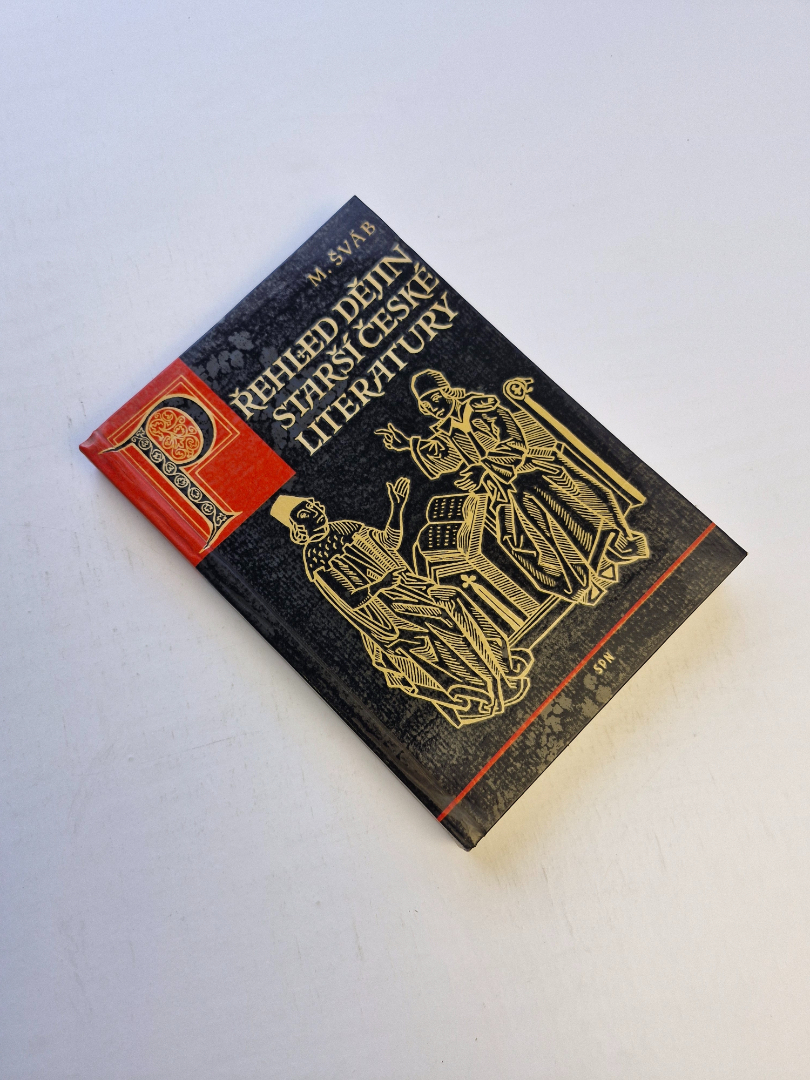 M. ŠVÁB
PŘEHLED DĚJIN
STARŠÍ ČESKÉ
LITERATURY
SPN